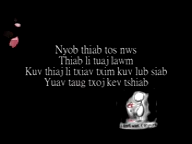 Nyob thiab tos nws
Thiab li tuaj lawm
Kuv thiaj li txiav txim kuv lub siab
Yuav taug txoj kev tshiab